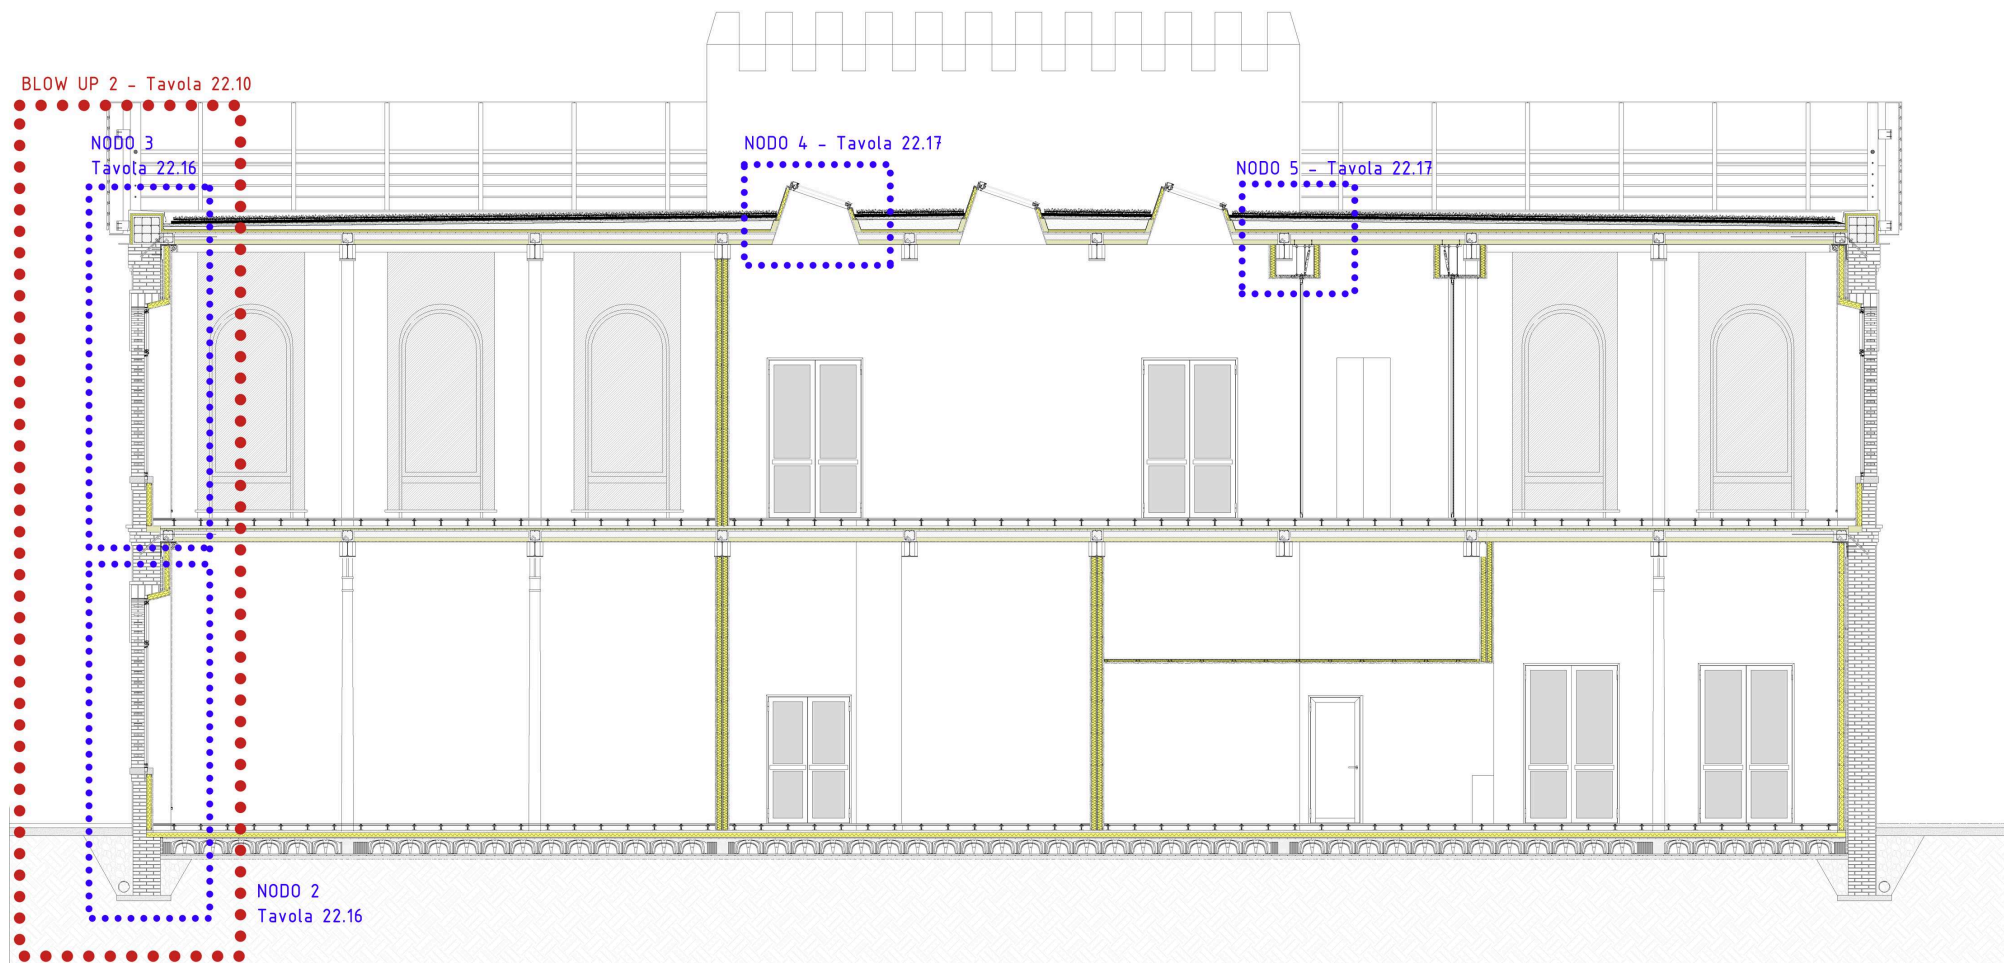 BLOW UP 2 - Tavola 22.10
NODO 3
Tavola 22.16
NODO 4 - Tavola 22.17
NODO 5 - Tavola 22.17
NODO 2
Tavola 22.16